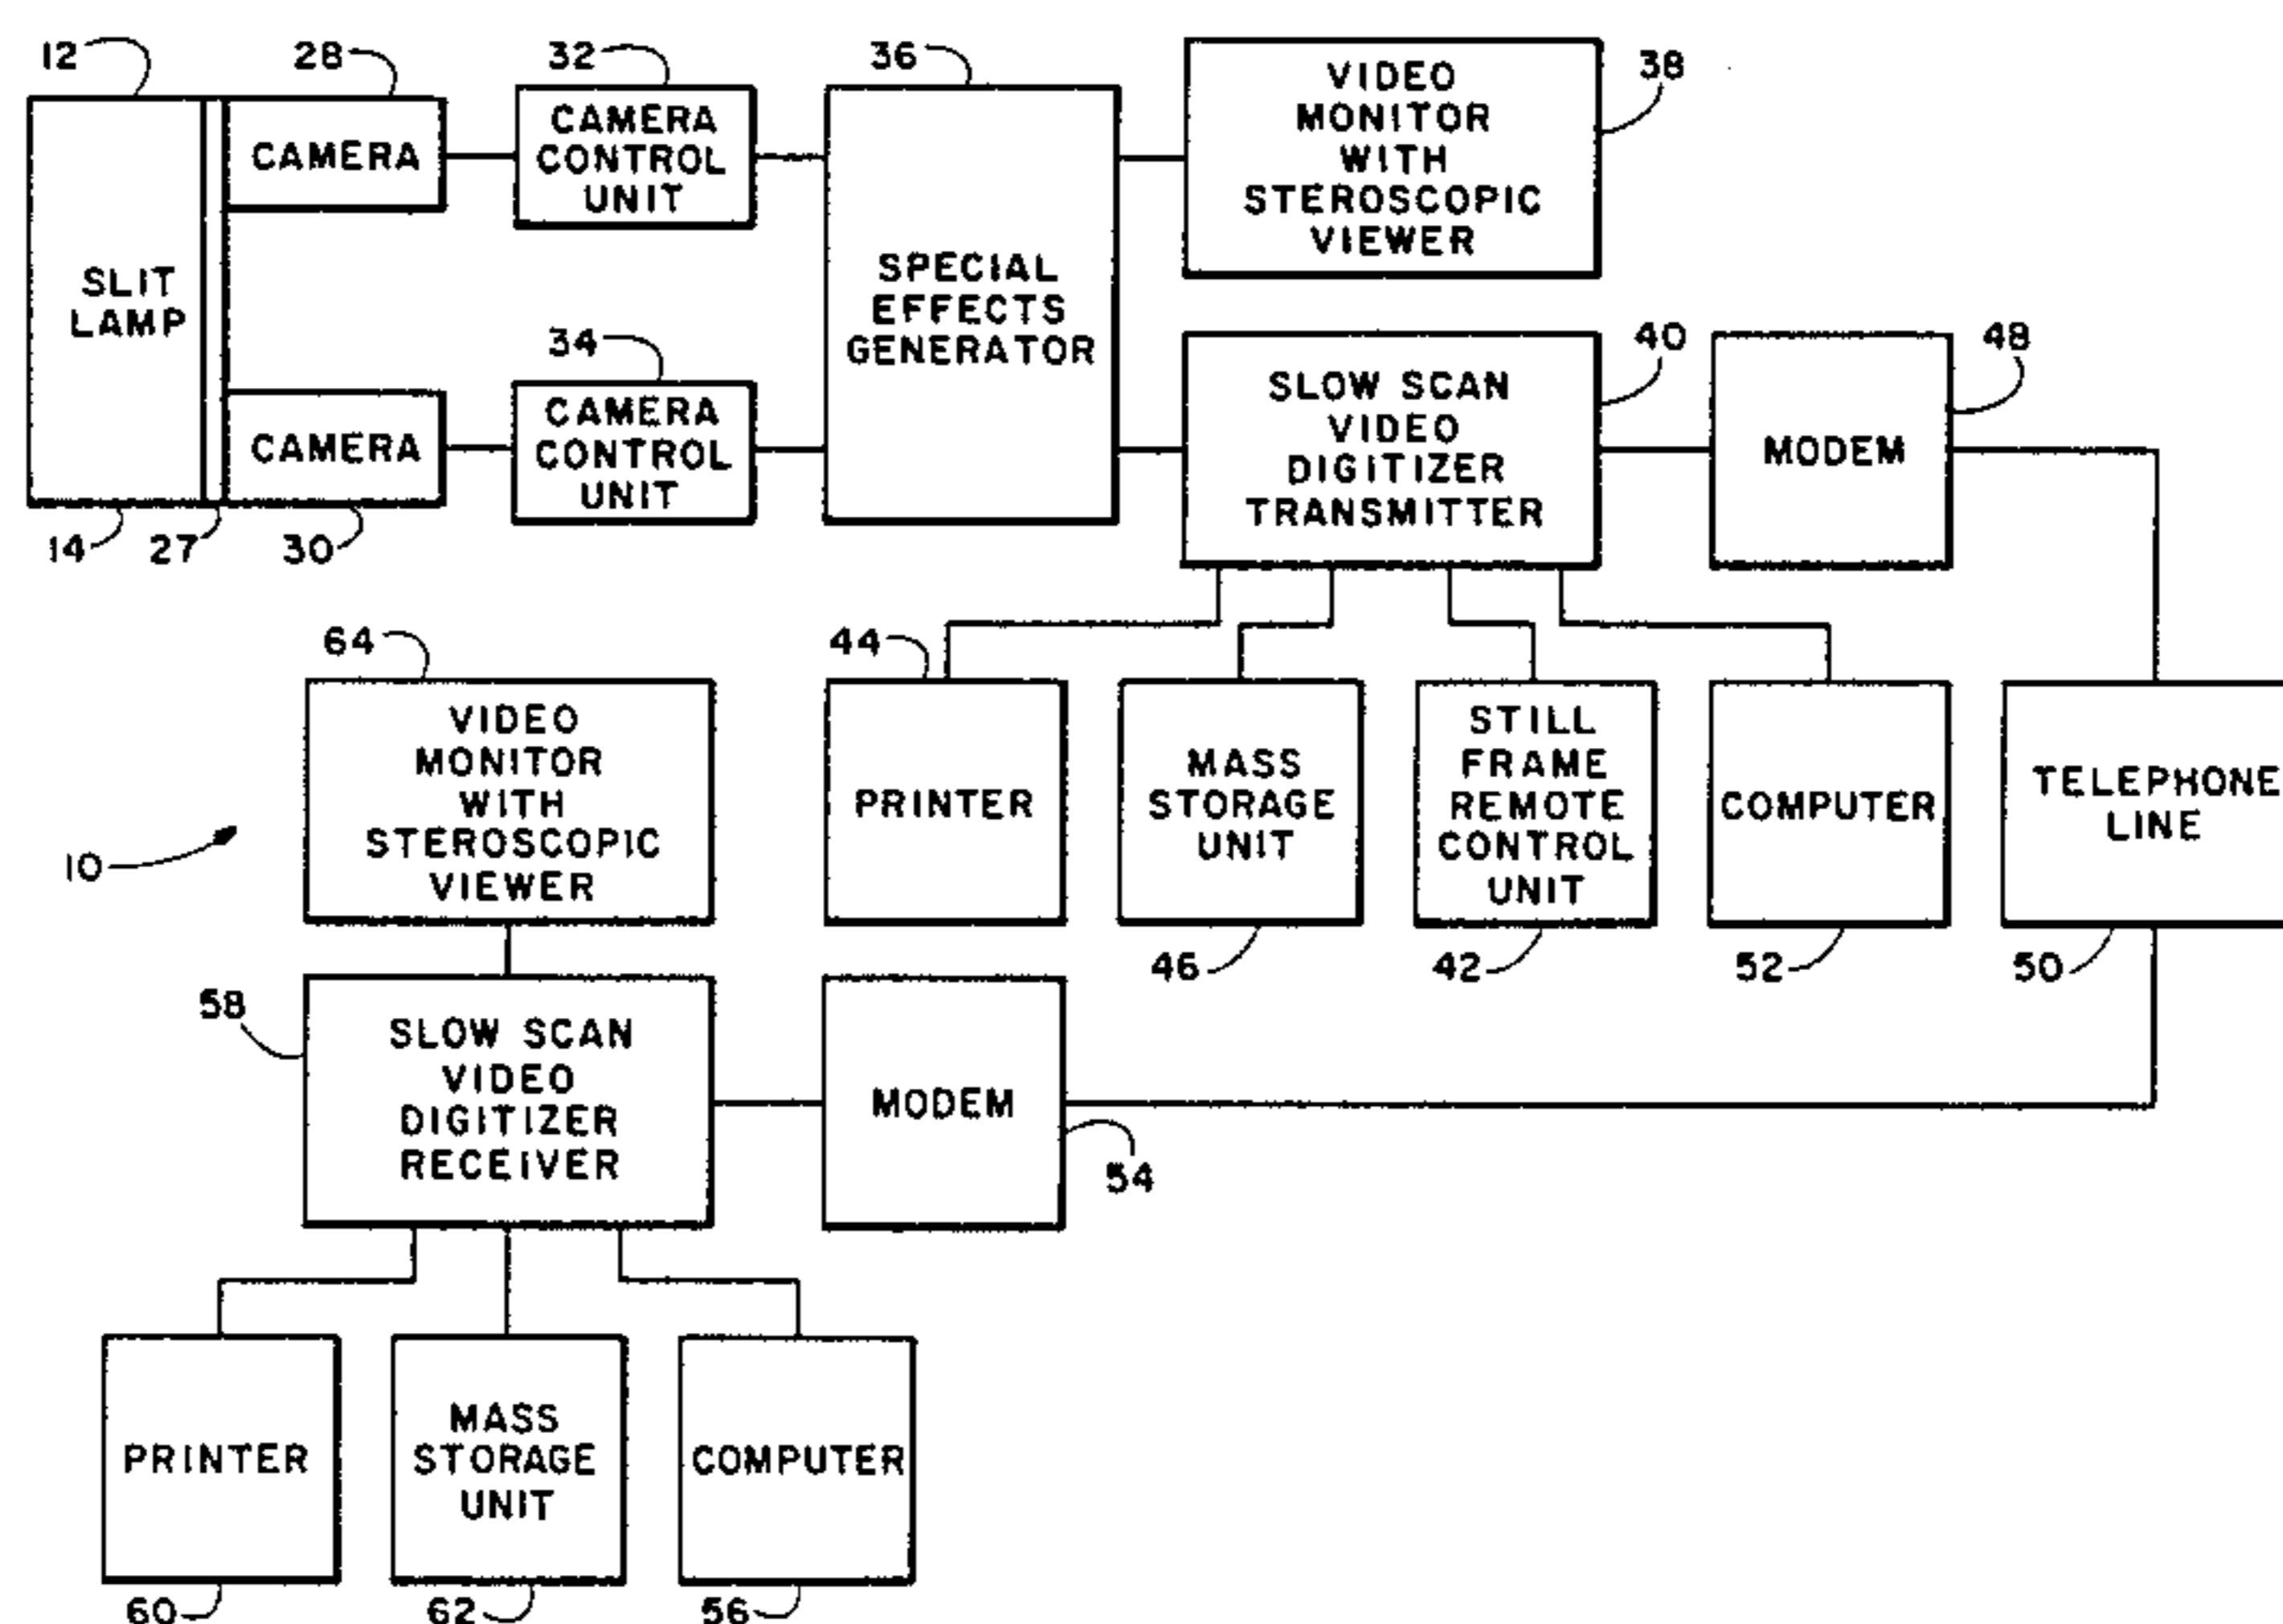 12
28
32
36
38
CAMERA
CAMERA
CONTROL
UNIT
VIDEO
MONITOR
WITH
STEROSCOPIC
VIEWER
SLIT
LAMP
SPECIAL
EFFECTS
GENERATOR
34
40
48
CAMERA
CAMERA
CONTROL
UNIT
SLOW SCAN
VIDEO
DIGITIZER
TRANSMITTER
MODEM
14
27
30
64
44
VIDEO
MONITOR
WITH
STEROSCOPIC
VIEWER
PRINTER
MASS
STORAGE
UNIT
STILL
FRAME
REMOTE
CONTROL
UNIT
COMPUTER
TELEPHONE
LINE
10
46
42
52
50
58
SLOW SCAN
VIDEO
DIGITIZER
RECEIVER
MODEM
54
PRINTER
MASS
STORAGE
UNIT
COMPUTER
60
62
56